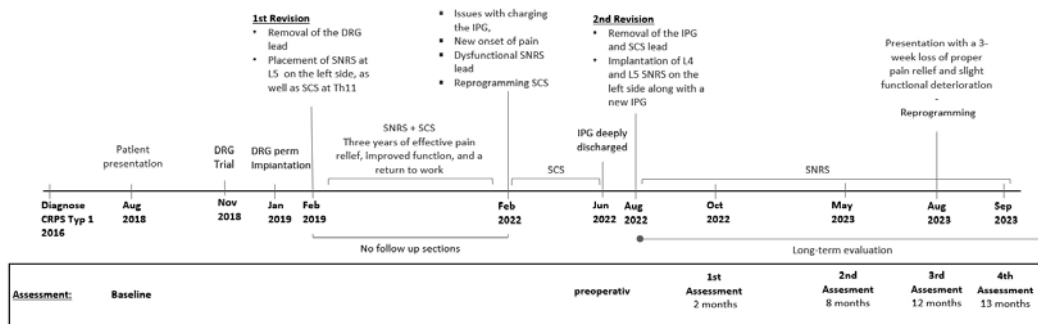 1st Revision
• Removal of the DRG
lead
• Placement of SNRS at
L5 on the left side, as
well as SCS at Th11
▪ Issues with charging
the IPG,
▪ New onset of pain
▪ Dysfunctional SNRS
lead
▪ Reprogramming SCS
2nd Revision
• Removal of the IPG
and SCS lead
• Implantation of L4
and L5 SNRS on the
left side along with a
new IPG
Presentation with a 3-
week loss of proper
pain relief and slight
functional deterioration
-
Reprogramming
Patient
presentation
DRG
Trial
DRG perm
Impantation
SNRS + SCS
Three years of effective pain
relief, improved function, and a
return to work
SCS
IPG deeply
discharged
SNRS
Diagnose
CRPS Typ 1
2016
Aug
2018
Nov
2018
Jan
2019
Feb
2019
Feb
2022
Jun
2022
Aug
2022
Oct
2022
May
2023
Aug
2023
Sep
2023
No follow up sections
Long-term evaluation
Assessment:
Baseline
preoperativ
1st
Assessment
2 months
2nd
Assesment
8 months
3rd
Assessment
12 months
4th
Assessment
13 months